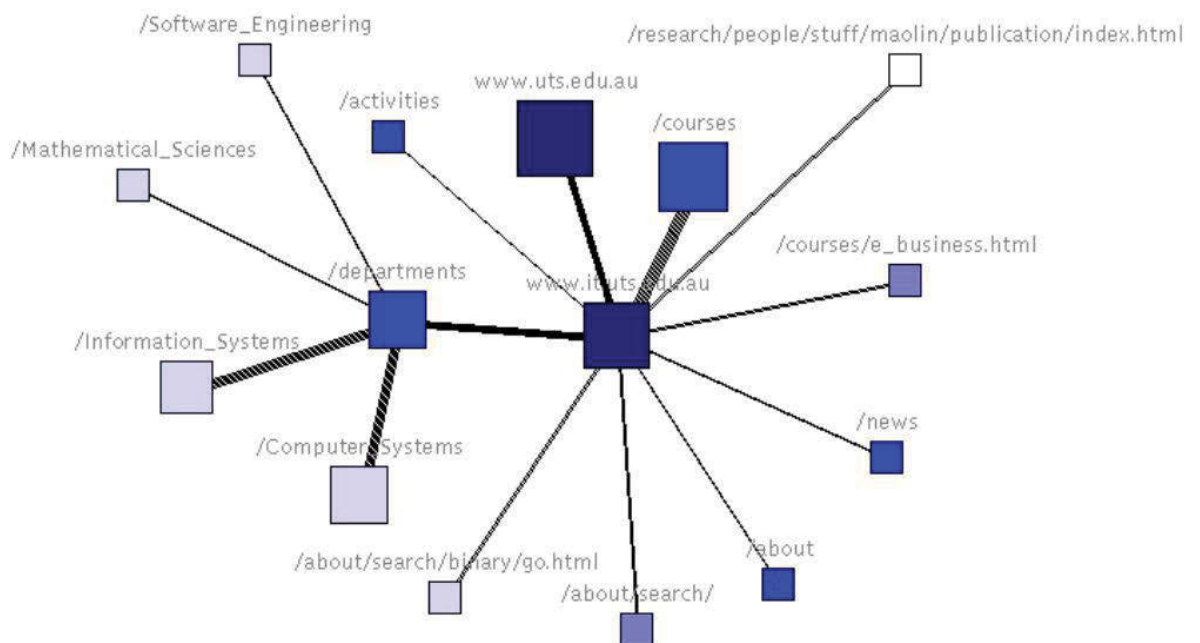 /Software_Engineering
/research/people/stuff/maolin/publication/index.html
www.uts.edu.au
/activities
/courses
/Mathematical_Sciences
/courses/e_business.html
/departments
www.it.uts.edu.au
/Information_Systems
/news
/Computer_Systems
/about/search/binary/go.html
/about
/about/search/